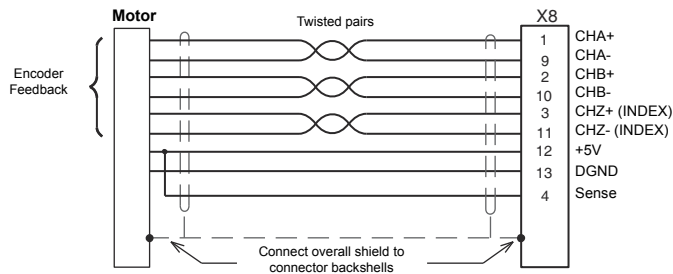 Motor
Twisted pairs
X8
Encoder
Feedback
1 CHA+
9 CHA-
2 CHB+
10 CHB-
3 CHZ+ (INDEX)
11 CHZ- (INDEX)
12 +5V
13 DGND
4 Sense
Connect overall shield to
connector backshells